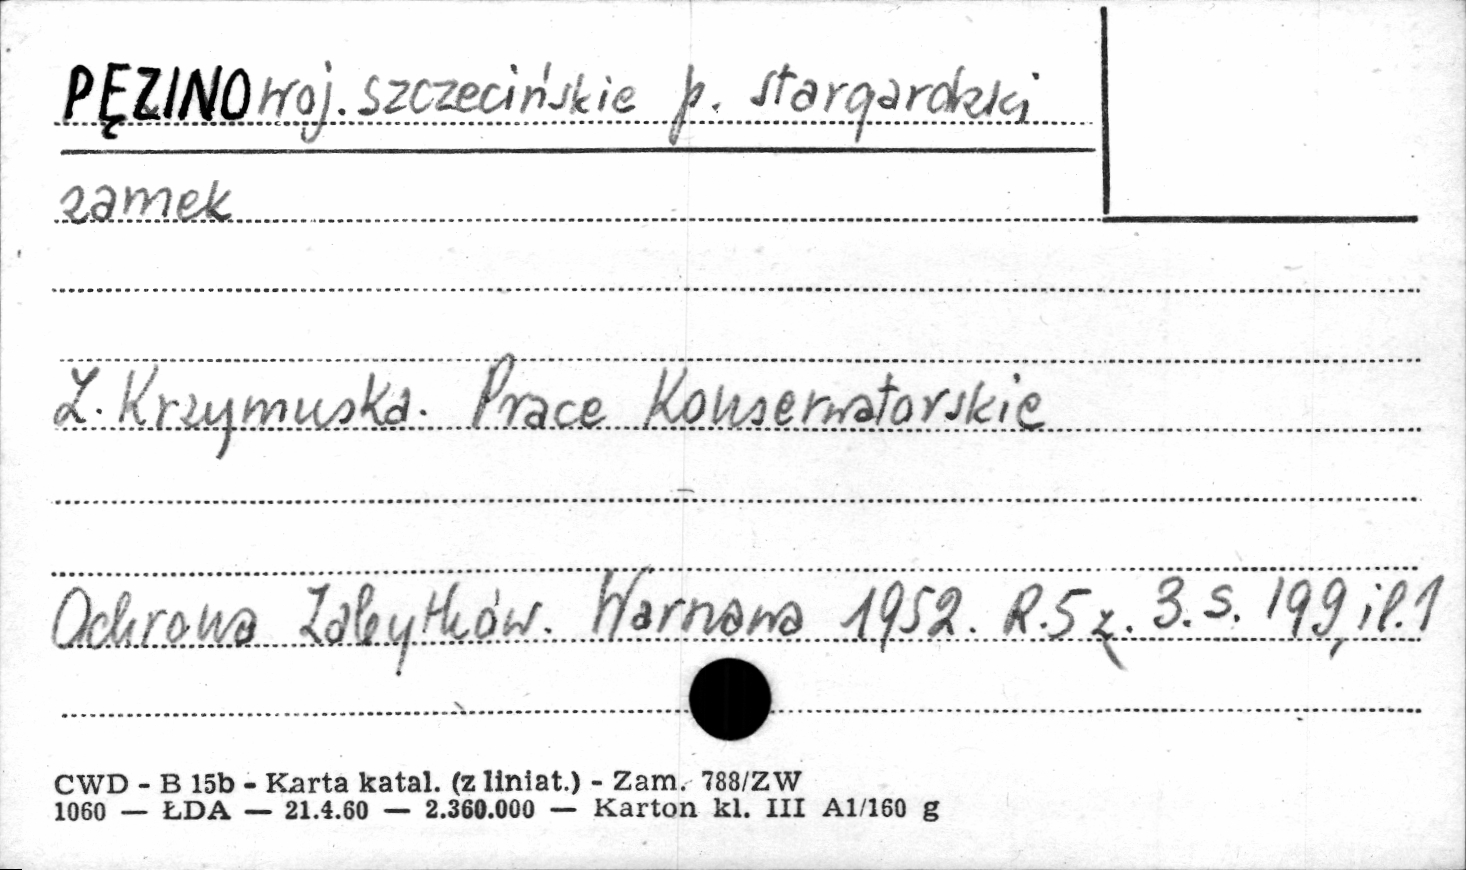 PĘZINO woj. szczecińskie p. stargardzki
zamek
Z. Krzymuska. Prace Konserwatorskie
Ochrona Zabytków. Warszawa 1952. R.5 z. 3. s. 199, il. 1
CWD - B 15b - Karta katal. (z liniat.) - Zam. 788/ZW
1060 — ŁDA — 21.4.60 — 2.360.000 — Karton kl. III A1/160 g